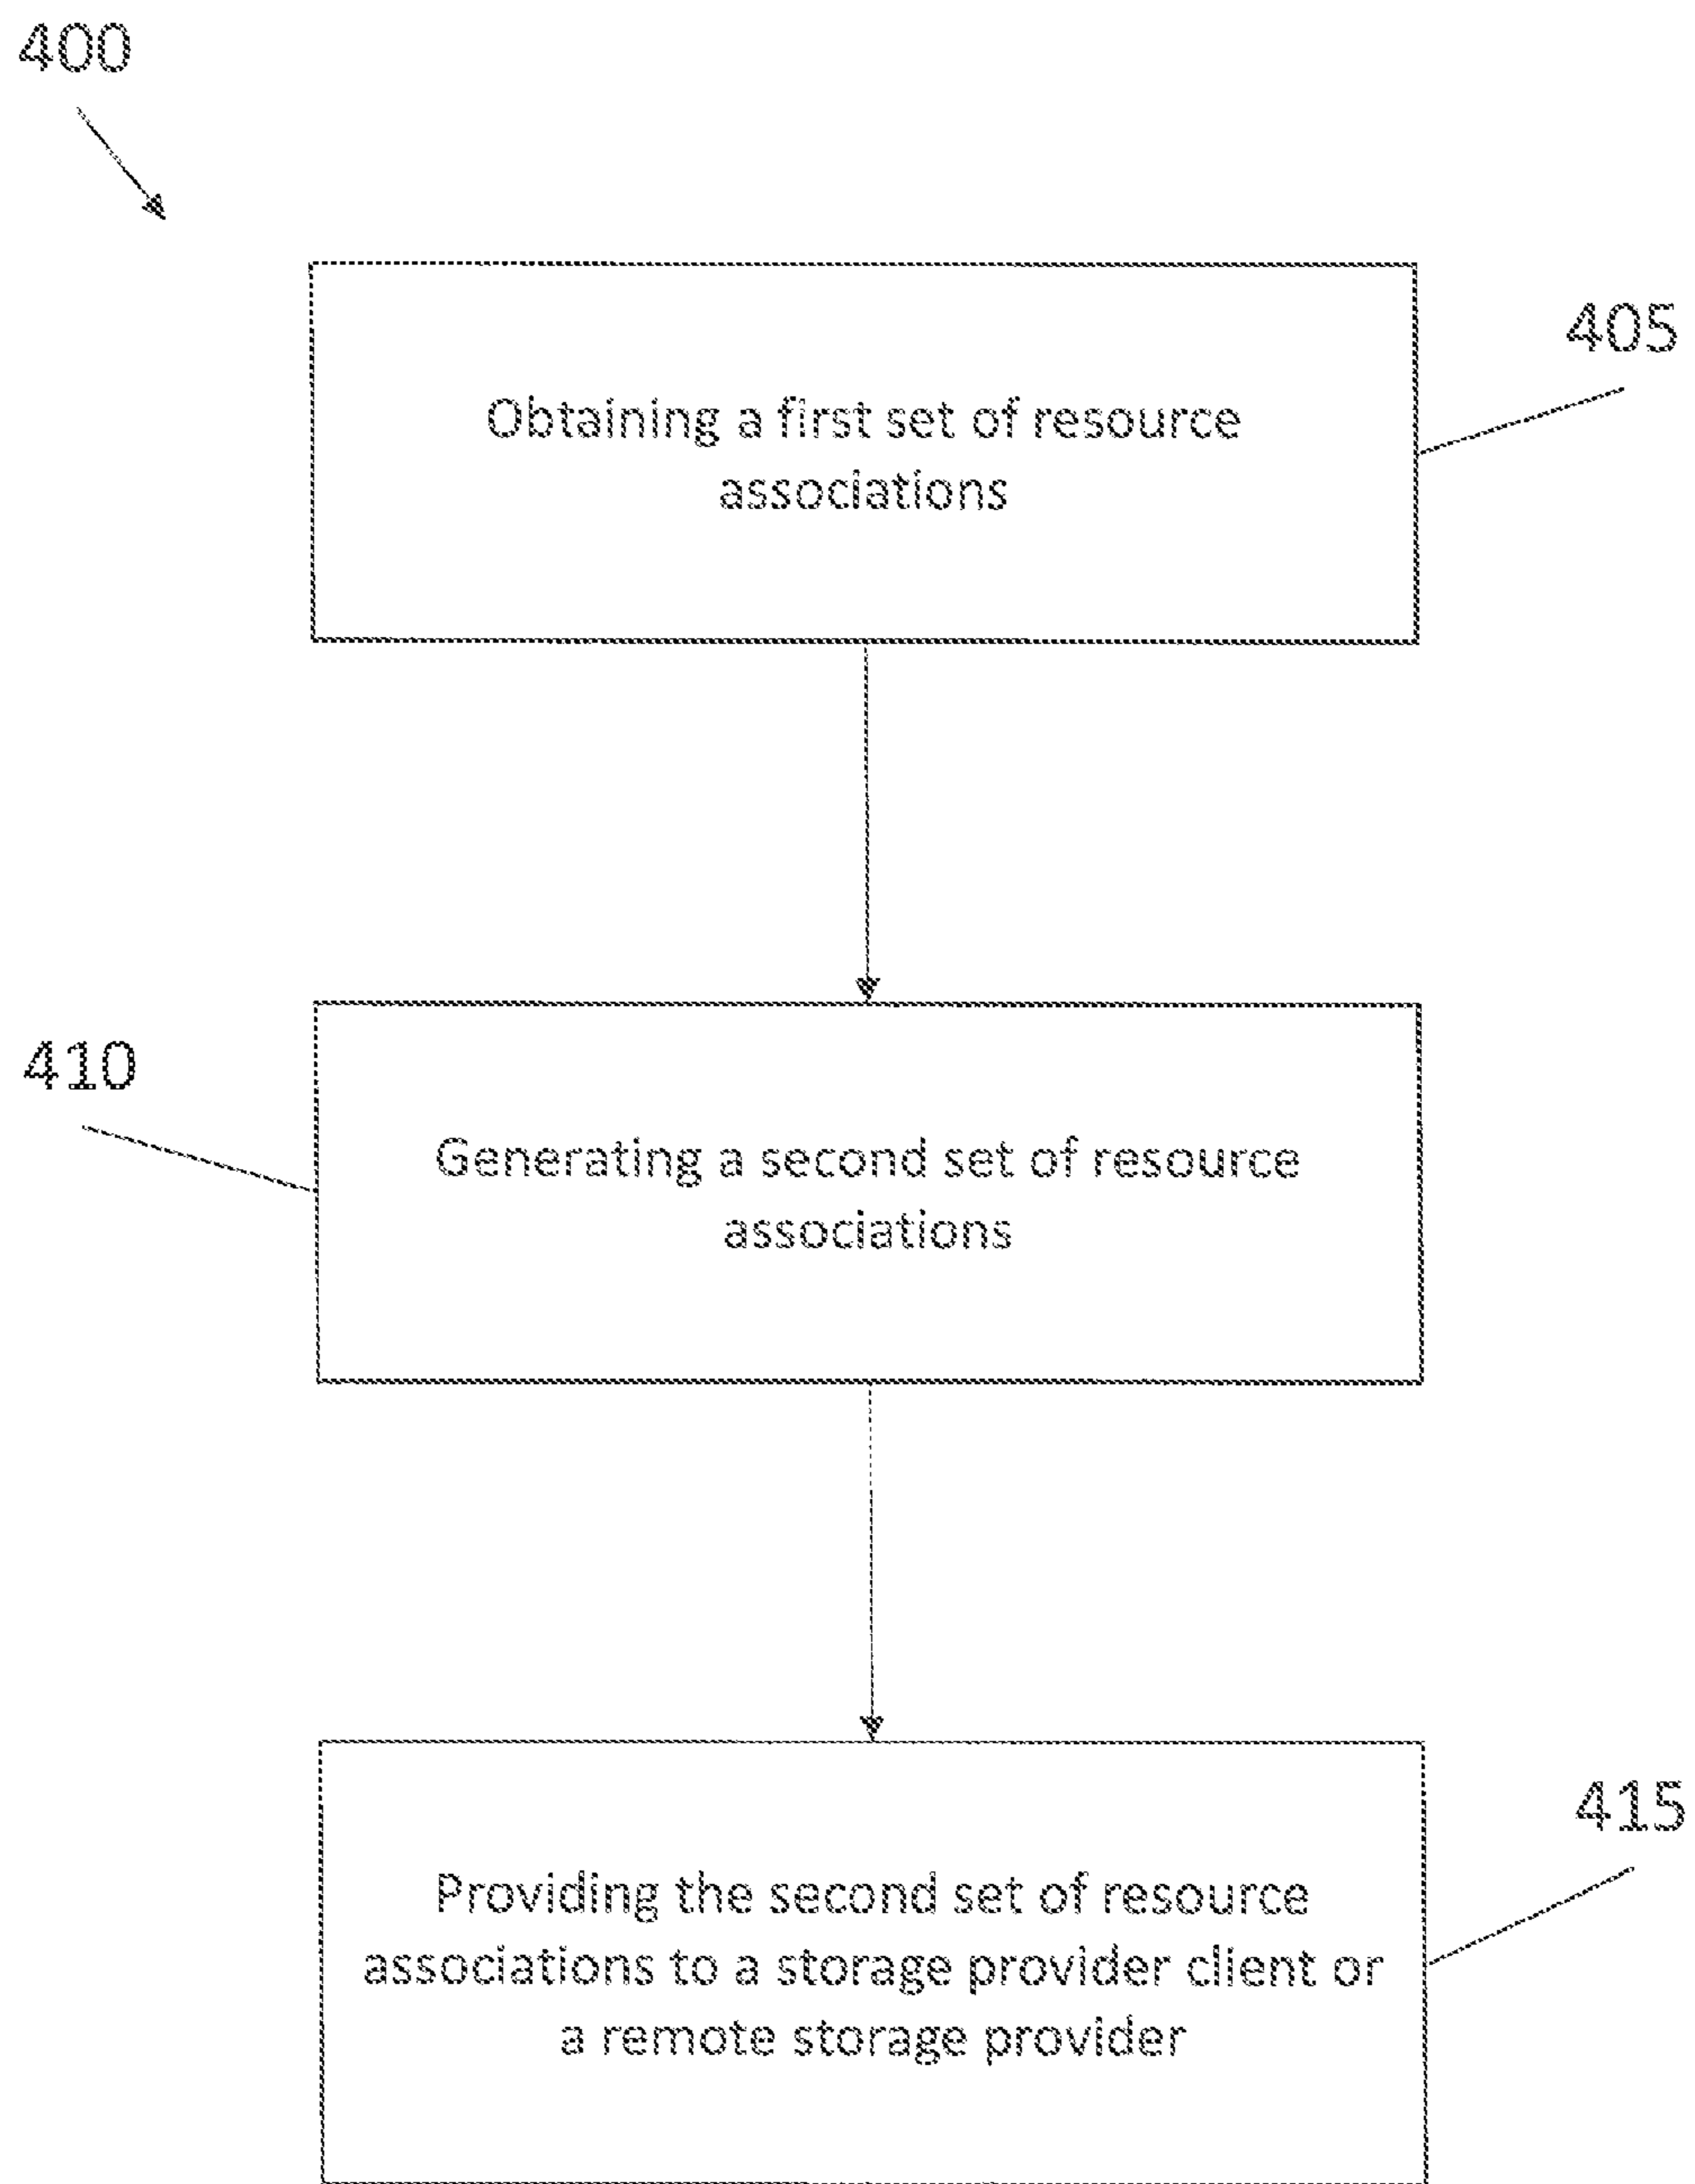 400
405
Obtaining a first set of resource
associations
410
Generating a second set of resource
associations
415
Providing the second set of resource
associations to a storage provider client or
a remote storage provider